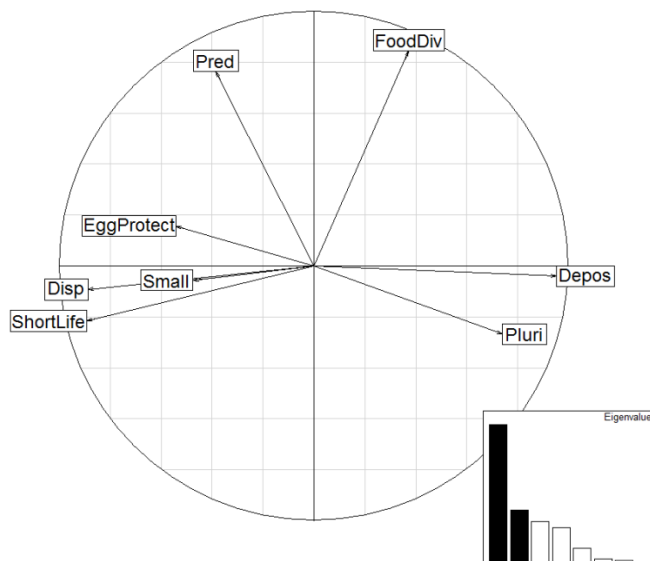 FoodDiv
Pred
EggProtect
Small
Disp
Depos
ShortLife
Pluri
Eigenvalue